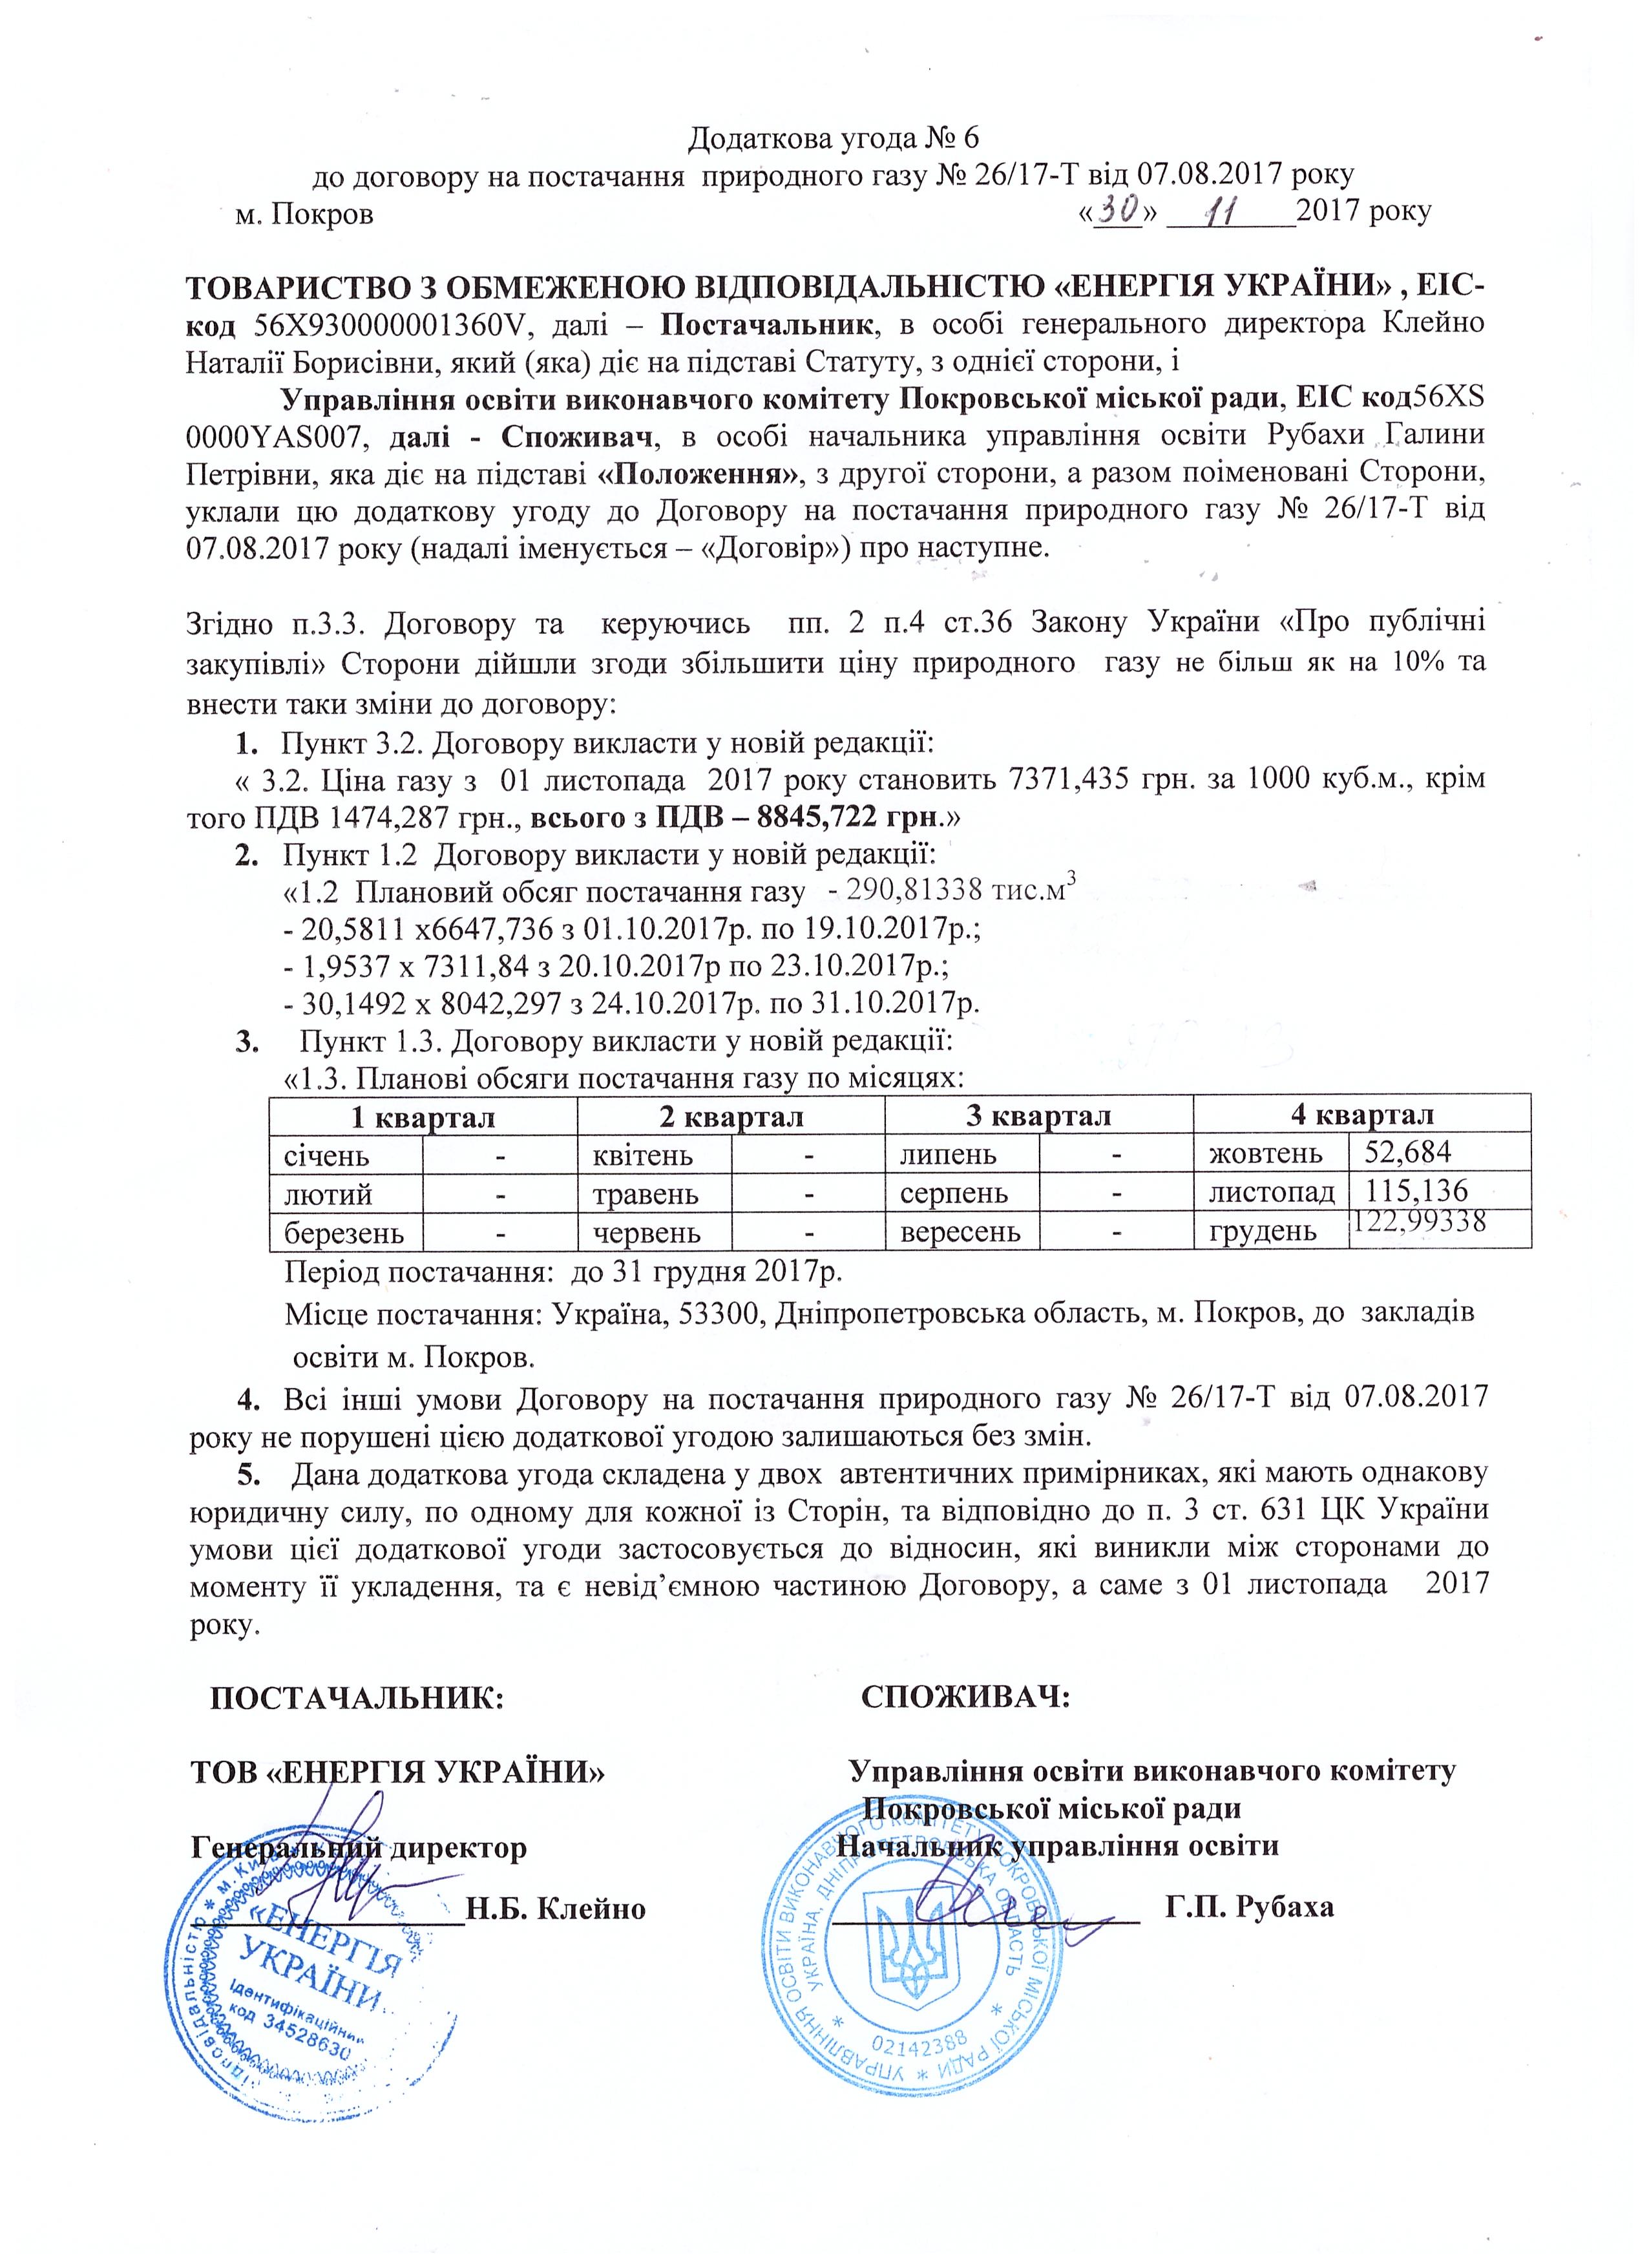 Додаткова угода № 6
до договору на постачання природного газу № 26/17-Т від 07.08.2017 року
м. Покров «30» 11 2017 року
ТОВАРИСТВО З ОБМЕЖЕНОЮ ВІДПОВІДАЛЬНІСТЮ «ЕНЕРГІЯ УКРАЇНИ» , ЕІС-
код 56X930000001360V, далі – Постачальник, в особі генерального директора Клейно
Наталії Борисівни, який (яка) діє на підставі Статуту, з однієї сторони, і
Управління освіти виконавчого комітету Покровської міської ради, ЕІС код56XS
0000YAS007, далі - Споживач, в особі начальника управління освіти Рубахи Галини
Петрівни, яка діє на підставі «Положення», з другої сторони, а разом поіменовані Сторони,
уклали цю додаткову угоду до Договору на постачання природного газу № 26/17-Т від
07.08.2017 року (надалі іменується – «Договір») про наступне.
Згідно п.3.3. Договору та керуючись пп. 2 п.4 ст.36 Закону України «Про публічні
закупівлі» Сторони дійшли згоди збільшити ціну природного газу не більш як на 10% та
внести таки зміни до договору:
1. Пункт 3.2. Договору викласти у новій редакції:
« 3.2. Ціна газу з 01 листопада 2017 року становить 7371,435 грн. за 1000 куб.м., крім
того ПДВ 1474,287 грн., всього з ПДВ – 8845,722 грн.»
2. Пункт 1.2 Договору викласти у новій редакції:
«1.2 Плановий обсяг постачання газу - 290,81338 тис.м³
- 20,5811 х6647,736 з 01.10.2017р. по 19.10.2017р.;
- 1,9537 х 7311,84 з 20.10.2017р по 23.10.2017р.;
- 30,1492 х 8042,297 з 24.10.2017р. по 31.10.2017р.
3. Пункт 1.3. Договору викласти у новій редакції:
«1.3. Планові обсяги постачання газу по місяцях:
1 квартал 2 квартал 3 квартал 4 квартал
січень - квітень - липень - жовтень 52,684
лютий - травень - серпень - листопад 115,136
березень - червень - вересень - грудень 122,99338
Період постачання: до 31 грудня 2017р.
Місце постачання: Україна, 53300, Дніпропетровська область, м. Покров, до закладів
освіти м. Покров.
4. Всі інші умови Договору на постачання природного газу № 26/17-Т від 07.08.2017
року не порушені цією додаткової угодою залишаються без змін.
5. Дана додаткова угода складена у двох автентичних примірниках, які мають однакову
юридичну силу, по одному для кожної із Сторін, та відповідно до п. 3 ст. 631 ЦК України
умови цієї додаткової угоди застосовується до відносин, які виникли між сторонами до
моменту її укладення, та є невід’ємною частиною Договору, а саме з 01 листопада 2017
року.
ПОСТАЧАЛЬНИК: СПОЖИВАЧ:
ТОВ «ЕНЕРГІЯ УКРАЇНИ» Управління освіти виконавчого комітету
Покровської міської ради
Генеральний директор Начальник управління освіти
Н.Б. Клейно Г.П. Рубаха
«ЕНЕРГІЯ
УКРАЇНИ
Ідентифікаційний
код 34528630
м. Київ
УПРАВЛІННЯ ОСВІТИ ВИКОНАВЧОГО КОМІТЕТУ ПОКРОВСЬКОЇ МІСЬКОЇ РАДИ
УКРАЇНА, ДНІПРОПЕТРОВСЬКА ОБЛАСТЬ
02142388